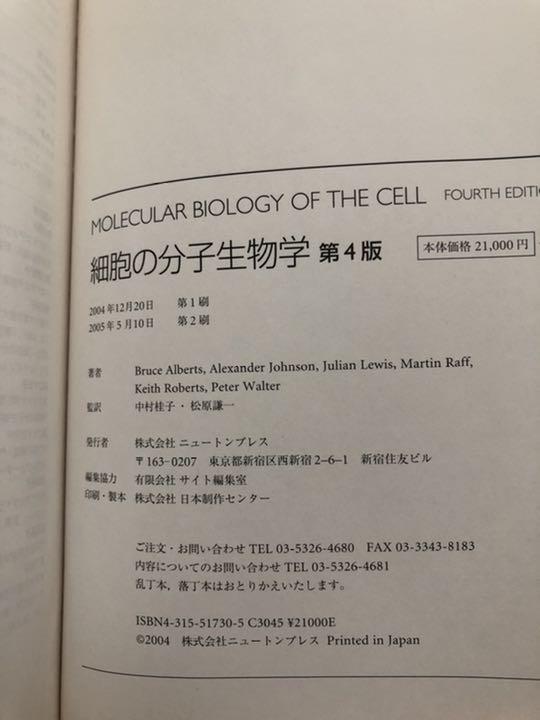 MOLECULAR BIOLOGY OF THE CELL FOURTH EDITIO
細胞の分子生物学 第4版 本体価格 21,000 円
2004年12月20日 第1刷
2005年5月10日 第2刷
著者 Bruce Alberts, Alexander Johnson, Julian Lewis, Martin Raff,
Keith Roberts, Peter Walter
監訳 中村桂子・松原謙一
発行者 株式会社 ニュートンプレス
〒163-0207 東京都新宿区西新宿2-6-1 新宿住友ビル
編集協力 有限会社 サイト編集室
印刷・製本 株式会社 日本制作センター
ご注文・お問い合わせ TEL 03-5326-4680 FAX 03-3343-8183
内容についてのお問い合わせ TEL 03-5326-4681
乱丁本，落丁本はおとりかえいたします。
ISBN4-315-51730-5 C3045 ¥21000E
©2004 株式会社ニュートンプレス Printed in Japan